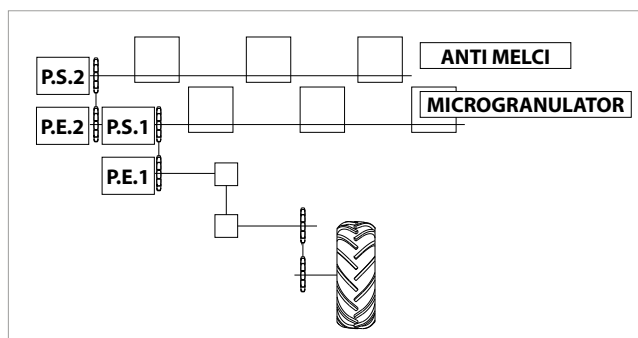 ANTI MELCI
P.S.2
MICROGRANULATOR
P.E.2 P.S.1
P.E.1